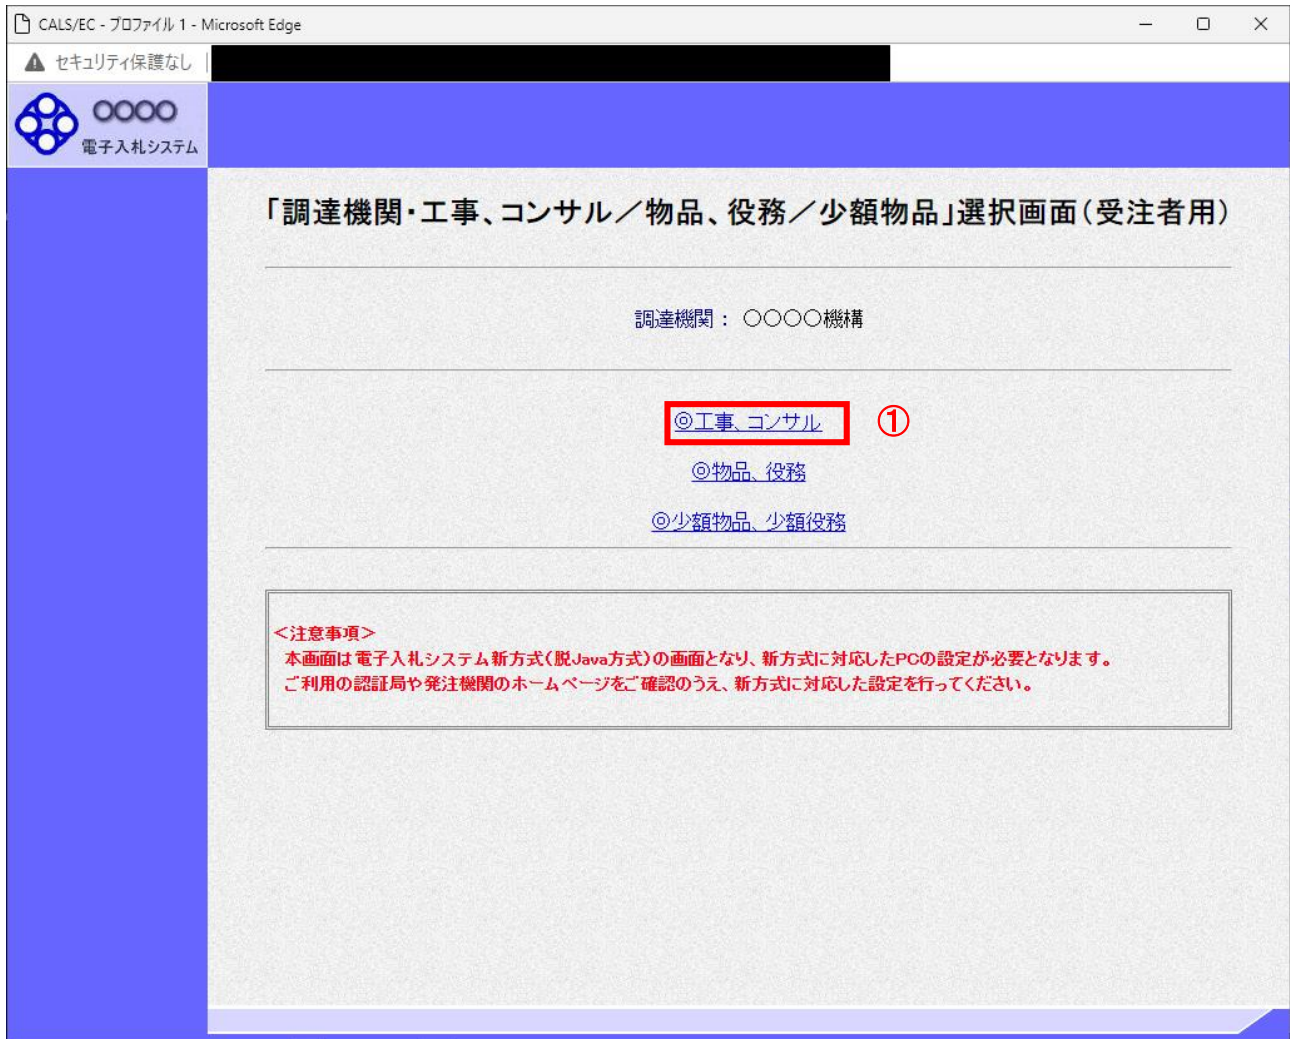 CALS/EC - プロファイル 1 - Microsoft Edge
セキュリティ保護なし
〇〇〇〇
電子入札システム
「調達機関・工事、コンサル／物品、役務／少額物品」選択画面（受注者用）
調達機関： 〇〇〇〇機構
◎工事、コンサル ①
◎物品、役務
◎少額物品、少額役務
＜注意事項＞
本画面は電子入札システム新方式（脱Java方式）の画面となり、新方式に対応したPCの設定が必要となります。
ご利用の認証局や発注機関のホームページをご確認のうえ、新方式に対応した設定を行ってください。